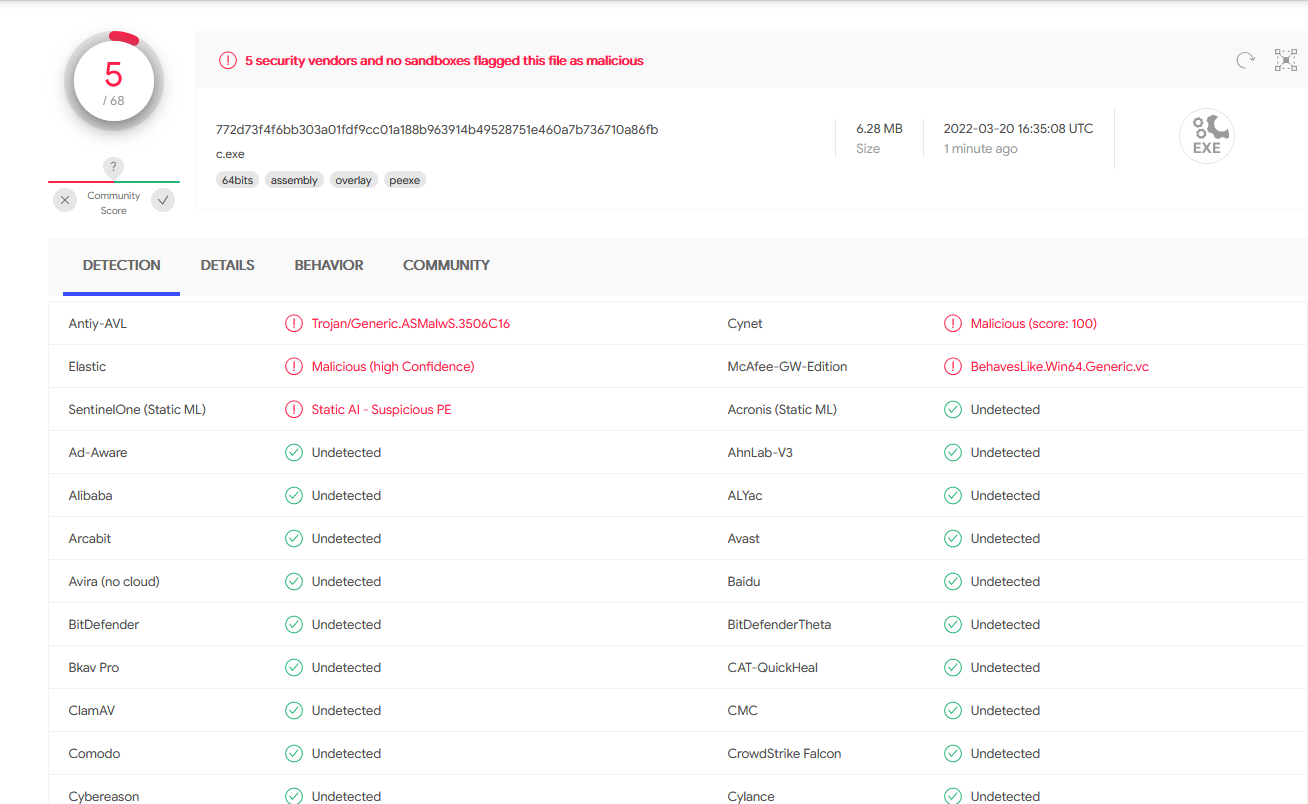 5
/ 68
?
Community
Score
5 security vendors and no sandboxes flagged this file as malicious
772d73f4f6bb303a01fdf9cc01a188b963914b49528751e460a7b736710a86fb
c.exe
64bits assembly overlay peexe
6.28 MB
Size
2022-03-20 16:35:08 UTC
1 minute ago
EXE
DETECTION DETAILS BEHAVIOR COMMUNITY
Antiy-AVL Trojan/Generic.ASMalwS.3506C16 Cynet Malicious (score: 100)
Elastic Malicious (high Confidence) McAfee-GW-Edition BehavesLike.Win64.Generic.vc
SentinelOne (Static ML) Static AI - Suspicious PE Acronis (Static ML) Undetected
Ad-Aware Undetected AhnLab-V3 Undetected
Alibaba Undetected ALYac Undetected
Arcabit Undetected Avast Undetected
Avira (no cloud) Undetected Baidu Undetected
BitDefender Undetected BitDefenderTheta Undetected
Bkav Pro Undetected CAT-QuickHeal Undetected
ClamAV Undetected CMC Undetected
Comodo Undetected CrowdStrike Falcon Undetected
Cybereason Undetected Cylance Undetected